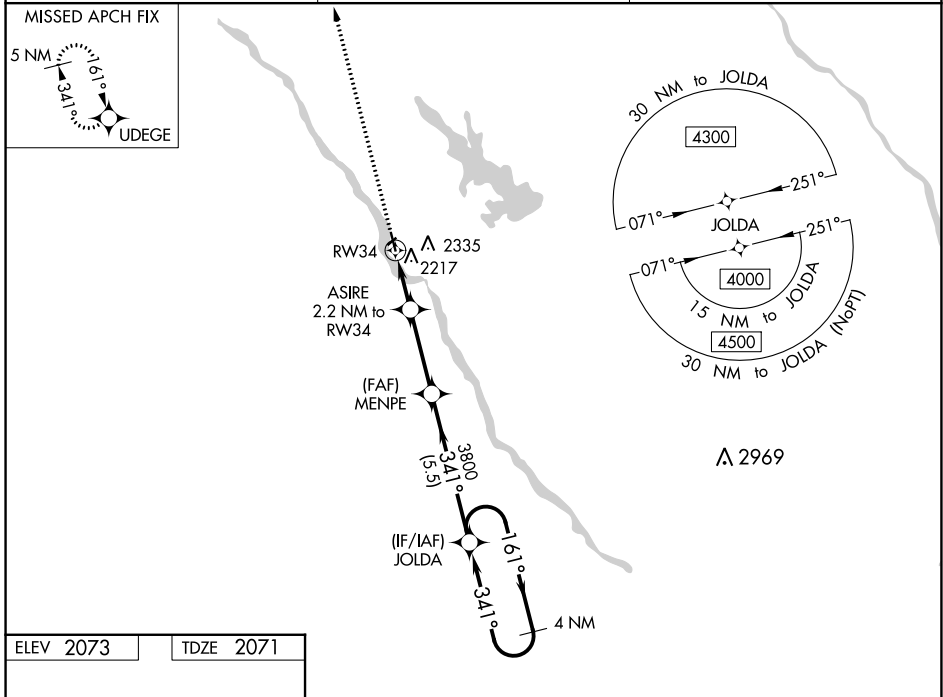 MISSED APCH FIX
5 NM
161°
341°
UDEGE
30 NM to JOLDA
4300
251°
071°
JOLDA
251°
071°
4000
15 NM to JOLDA
4500
30 NM to JOLDA (NoPT)
RW34
2335
2217
ASIRE
2.2 NM to
RW34
(FAF)
MENPE
3800
341°
(5.5)
2969
(IF/IAF)
JOLDA
161°
341°
4 NM
ELEV 2073
TDZE 2071